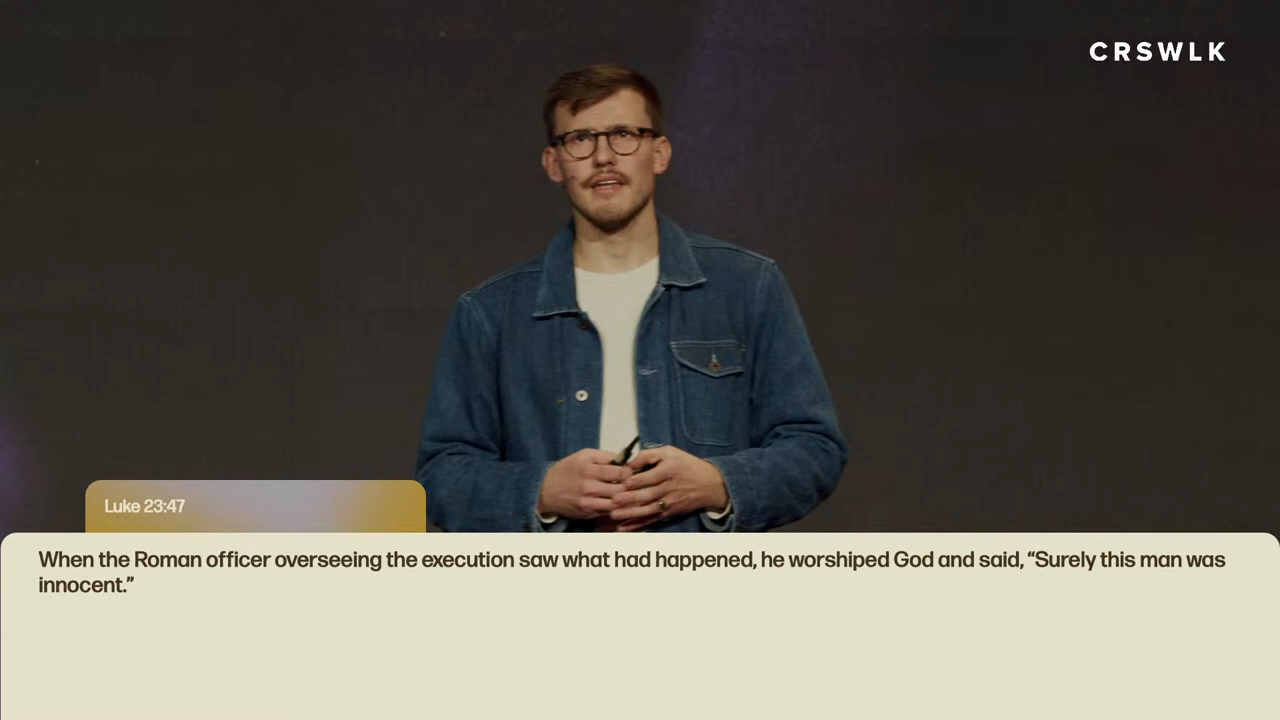 CRSWLK
Luke 23:47
When the Roman officer overseeing the execution saw what had happened, he worshiped God and said, “Surely this man was
innocent.”